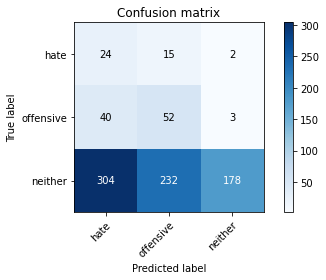 Confusion matrix
True label
hate 24 15 2
offensive 40 52 3
neither 304 232 178
hate offensive neither
Predicted label
300
250
200
150
100
50